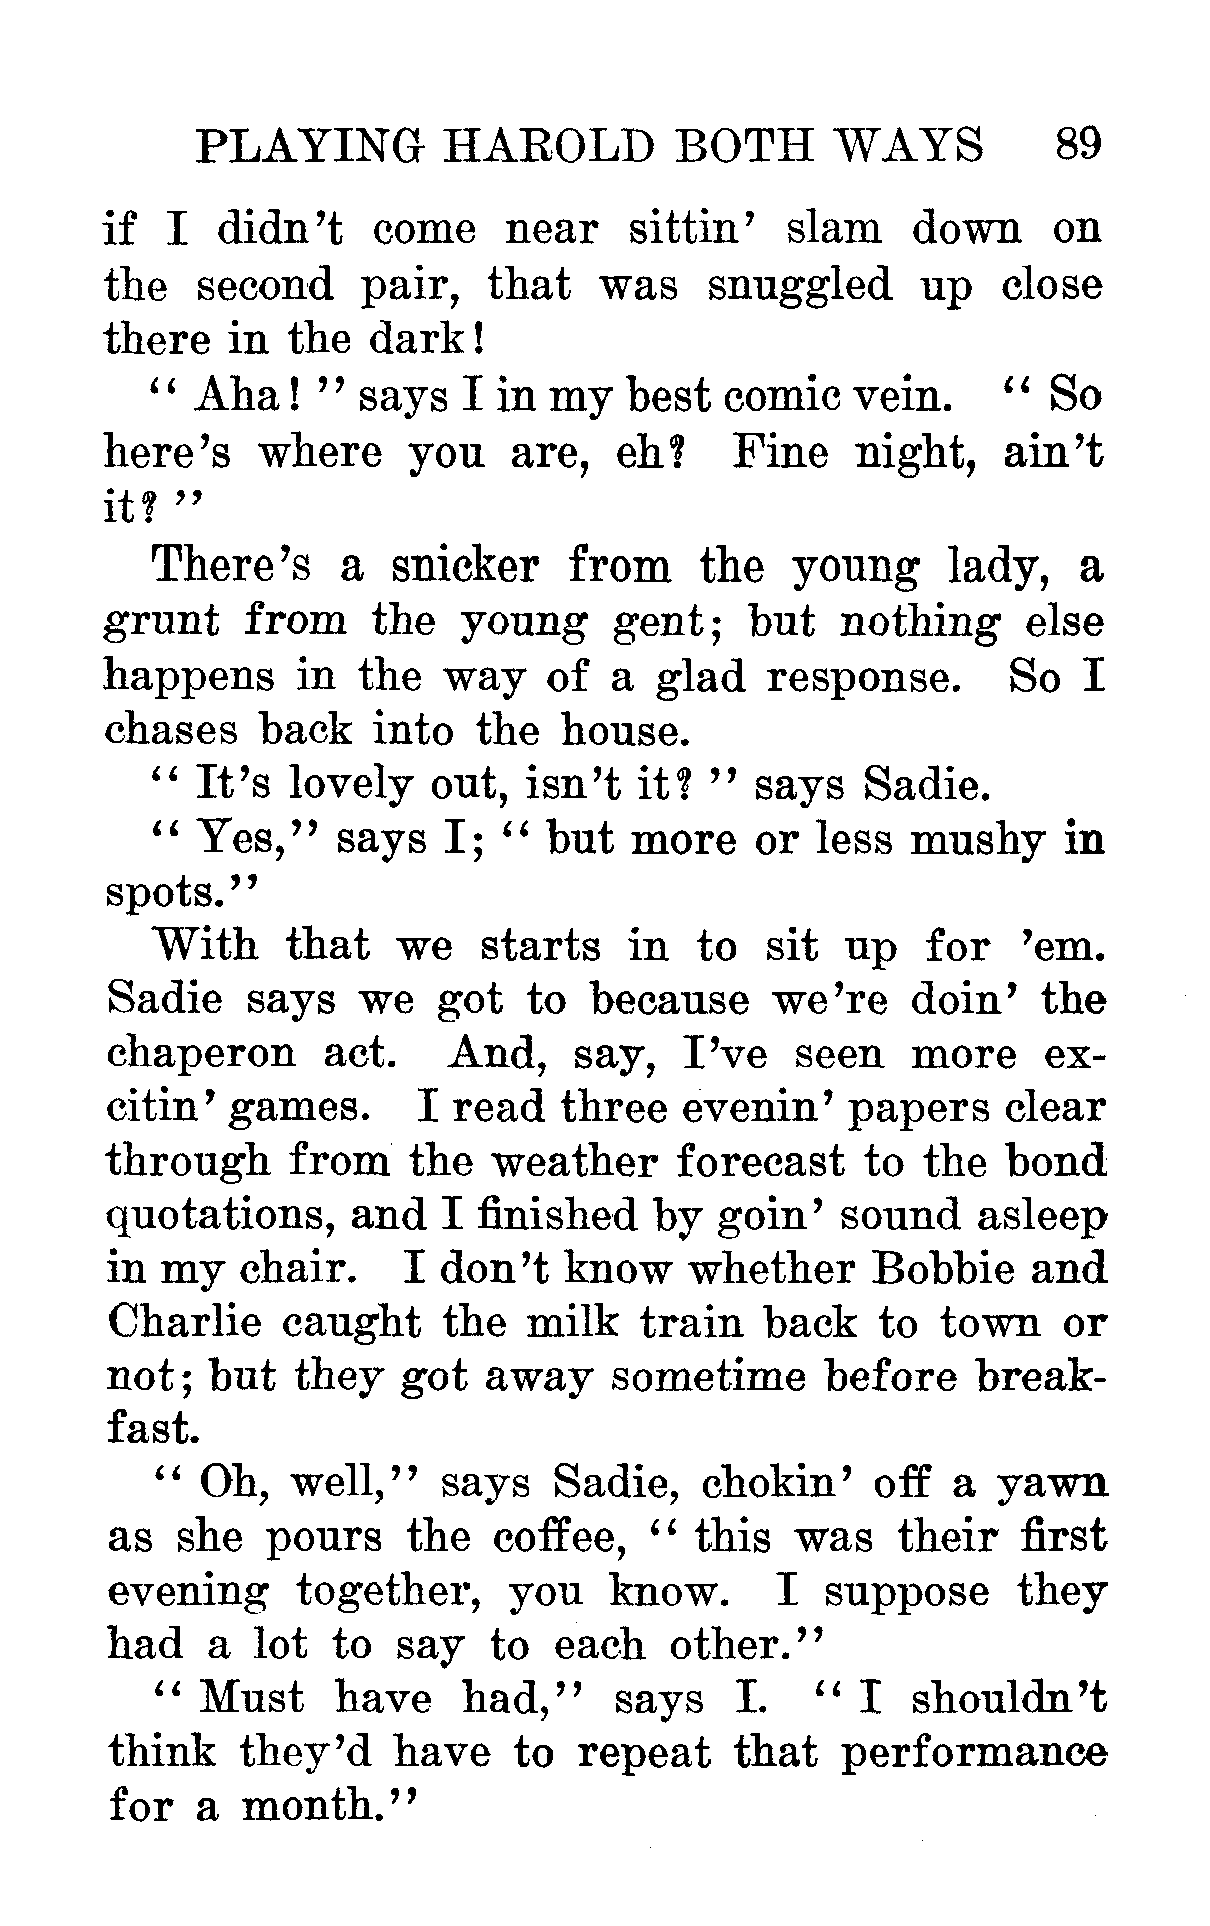 PLAYING HAROLD BOTH WAYS 89
if I didn't come near sittin' slam down on
the second pair, that was snuggled up close
there in the dark!
"Aha!" says I in my best comic vein. "So
here's where you are, eh? Fine night, ain't
it?"
There's a snicker from the young lady, a
grunt from the young gent; but nothing else
happens in the way of a glad response. So I
chases back into the house.
"It's lovely out, isn't it?" says Sadie.
"Yes," says I; "but more or less mushy in
spots."
With that we starts in to sit up for 'em.
Sadie says we got to because we're doin' the
chaperon act. And, say, I've seen more ex-
citin' games. I read three evenin' papers clear
through from the weather forecast to the bond
quotations, and I finished by goin' sound asleep
in my chair. I don't know whether Bobbie and
Charlie caught the milk train back to town or
not; but they got away sometime before break-
fast.
"Oh, well," says Sadie, chokin' off a yawn
as she pours the coffee, "this was their first
evening together, you know. I suppose they
had a lot to say to each other."
"Must have had," says I. "I shouldn't
think they'd have to repeat that performance
for a month."